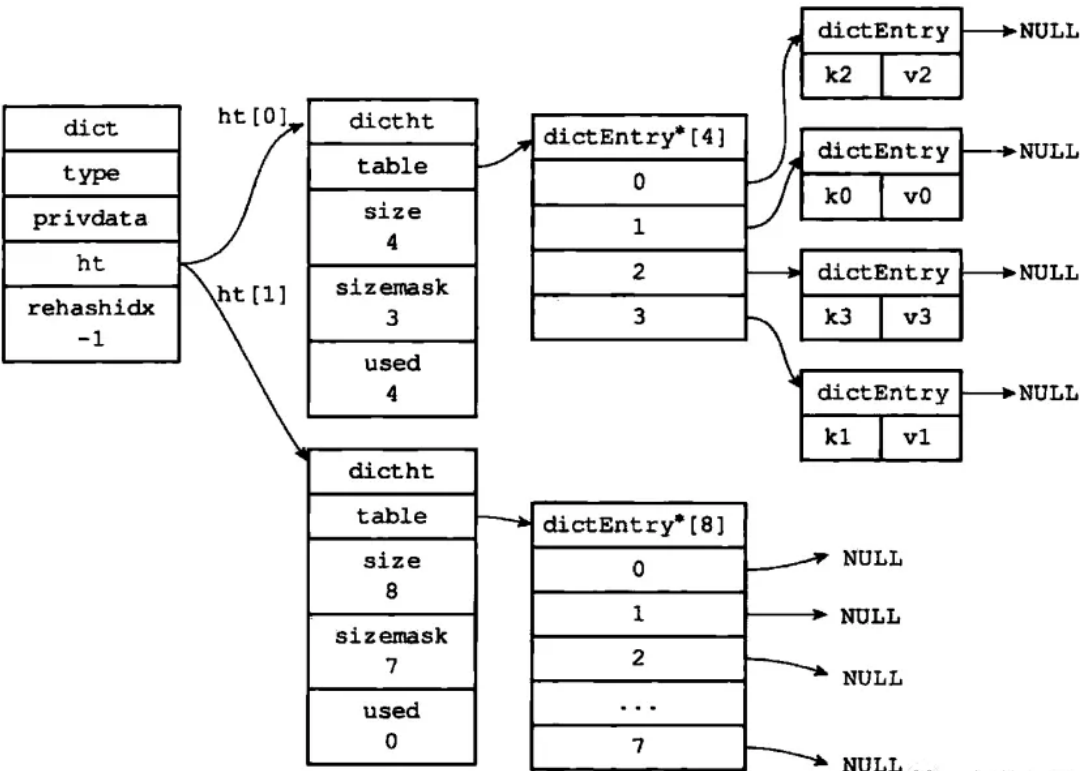 dict
type
privdata
ht
rehashidx
-1
ht[0]
ht[1]
dictht
table
size
4
sizemask
3
used
4
dictEntry*[4]
0
1
2
3
dictEntry
NULL
k2 v2
dictEntry
NULL
k0 v0
dictEntry
NULL
k3 v3
dictEntry
NULL
k1 v1
dictht
table
size
8
sizemask
7
used
0
dictEntry*[8]
0
1
2
...
7
NULL
NULL
NULL
NULL